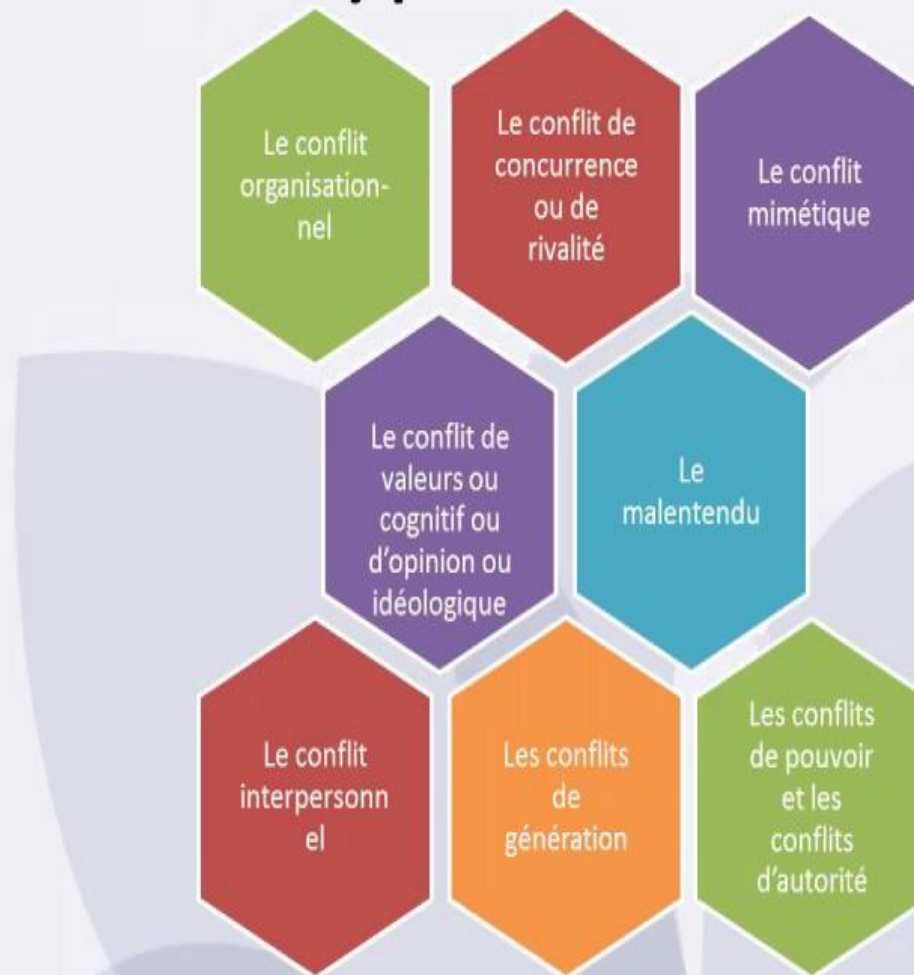 Le conflit
organisation-
nel
Le conflit de
concurrence
ou de
rivalité
Le conflit
mimétique
Le conflit de
valeurs ou
cognitif ou
d'opinion ou
idéologique
Le
malentendu
Le conflit
interpersonn
el
Les conflits
de
génération
Les conflits
de pouvoir
et les
conflits
d'autorité